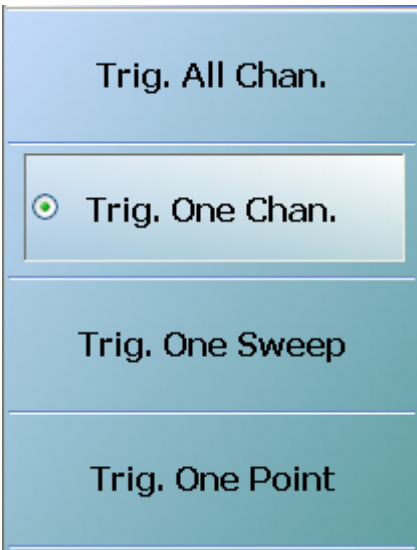 Trig. All Chan.
Trig. One Chan.
Trig. One Sweep
Trig. One Point